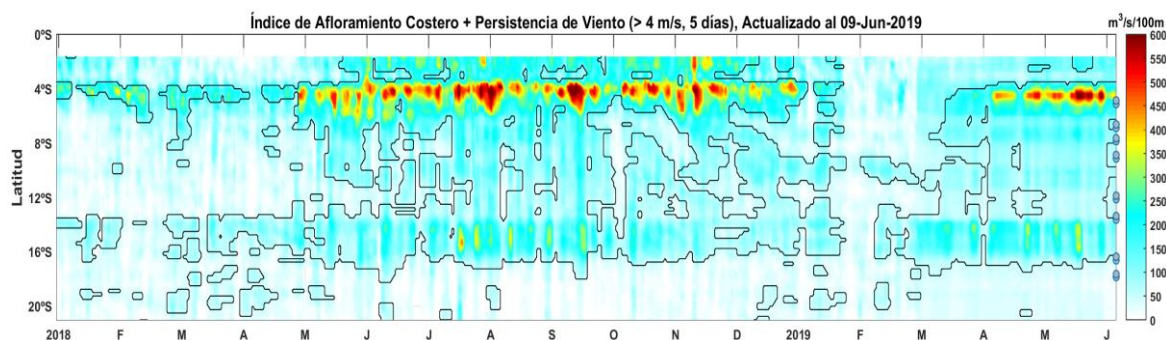 Índice de Afloramiento Costero + Persistencia de Viento (> 4 m/s, 5 días), Actualizado al 09-Jun-2019
m³/s/100m
0°S
4°S
8°S
12°S
16°S
20°S
Latitud
2018 F M A M J J A S O N D 2019 F M A M J
600
550
500
450
400
350
300
250
200
150
100
50
0